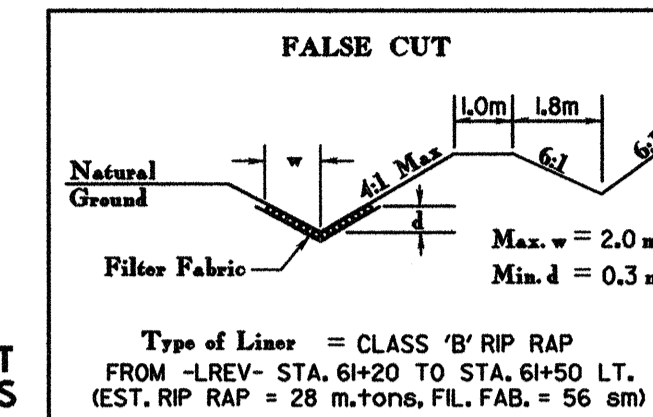 FALSE CUT
1.0m 1.8m
w
4:1 Max
6:1
6:1
Natural
Ground
d
Max. w = 2.0 m
Filter Fabric
Min. d = 0.3 m
Type of Liner = CLASS 'B' RIP RAP
T
FROM -LREV- STA. 61+20 TO STA. 61+50 LT.
S
(EST. RIP RAP = 28 m.tons, FIL. FAB. = 56 sm)